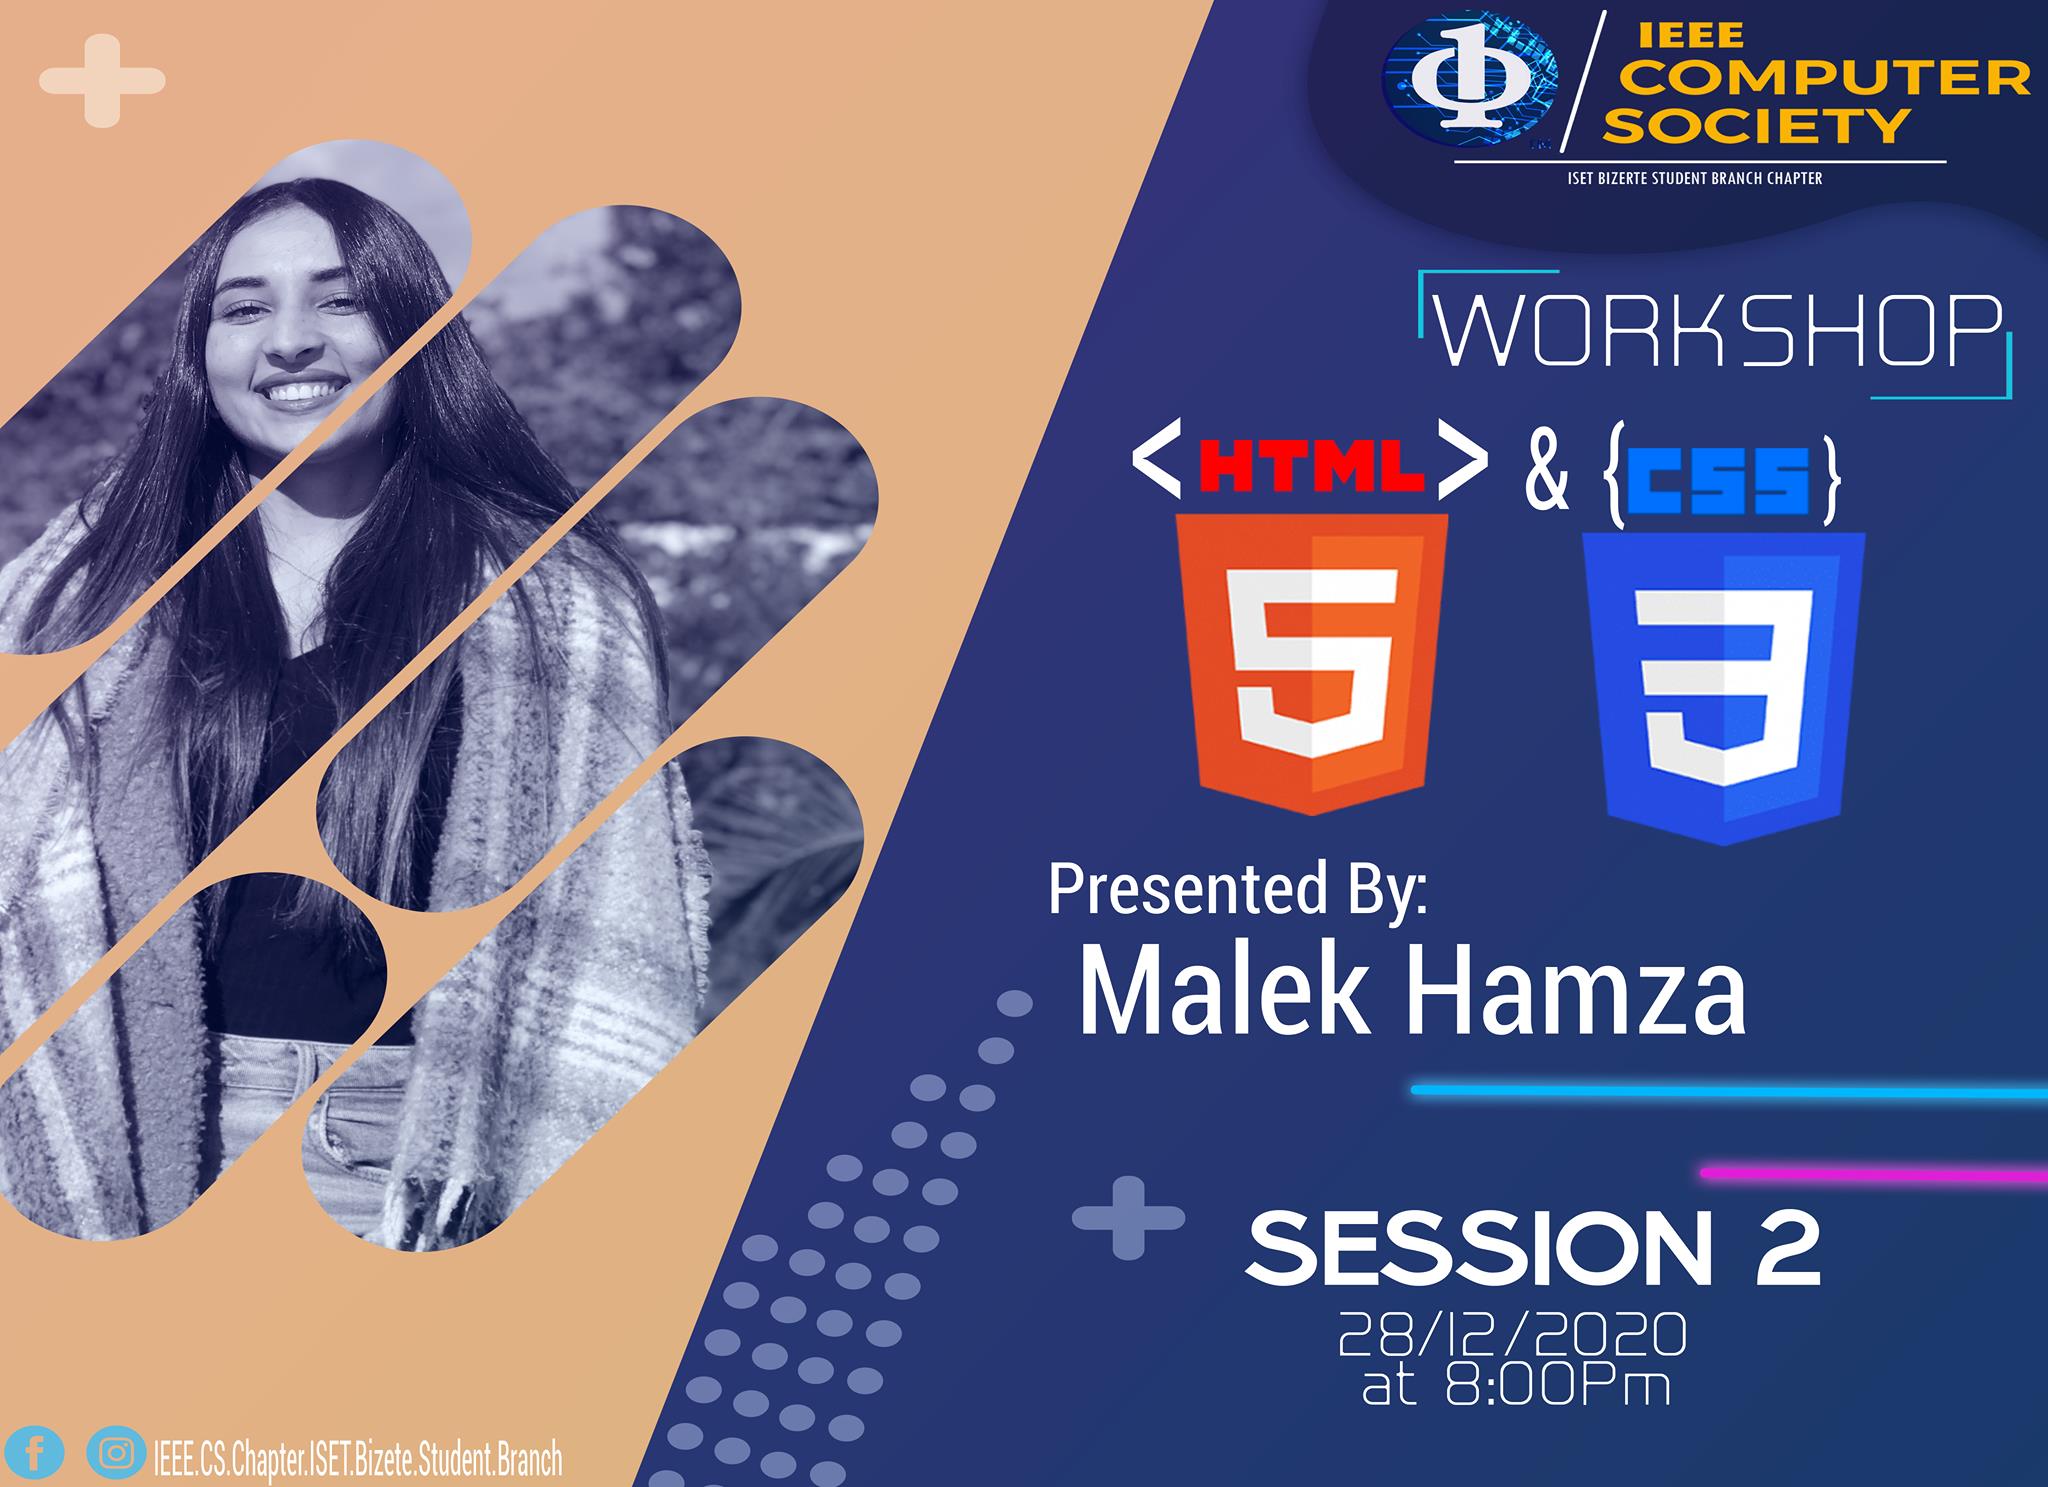 IEEE
COMPUTER
SOCIETY
ISET BIZERTE STUDENT BRANCH CHAPTER
WORKSHOP
<HTML> & {CSS}
5 3
Presented By:
Malek Hamza
SESSION 2
28/12/2020
at 8:00Pm
IEEE.CS.Chapter.ISET.Bizete.Student.Branch